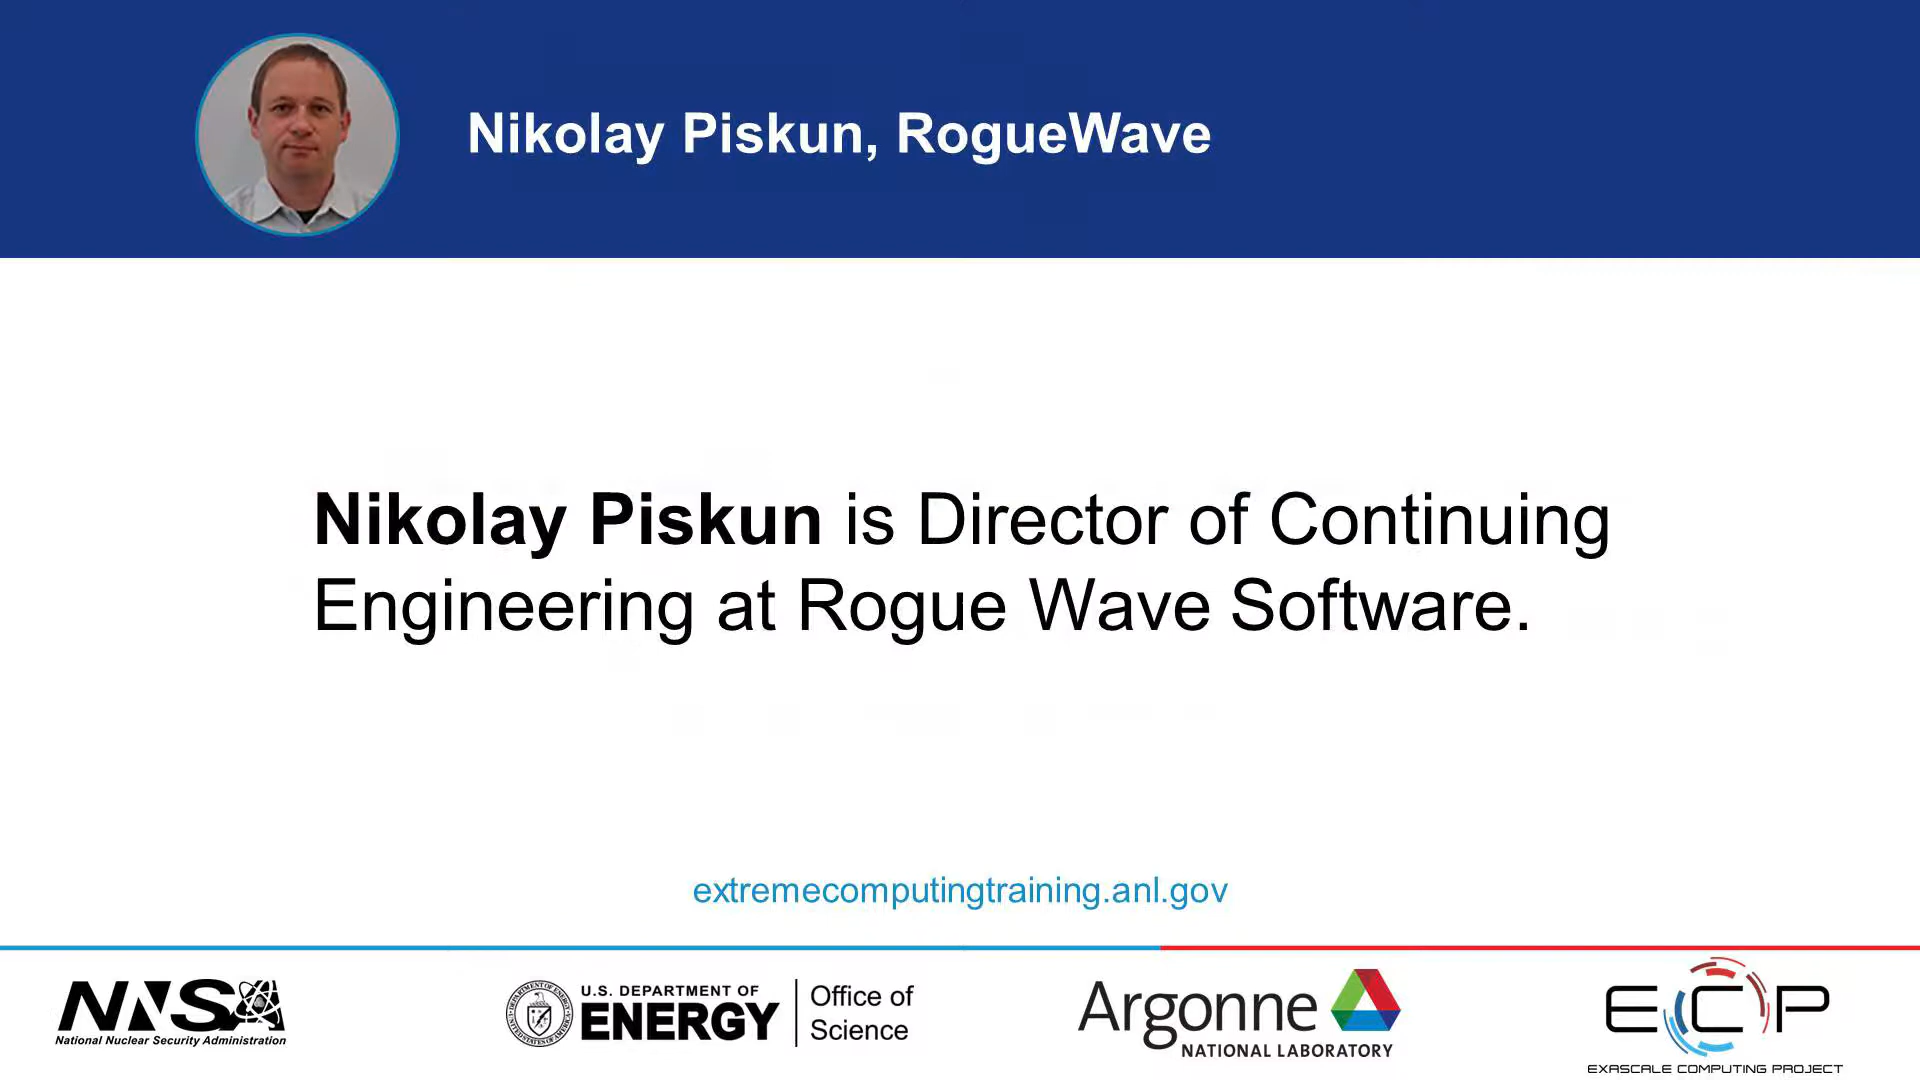 Nikolay Piskun, RogueWave
Nikolay Piskun is Director of Continuing
Engineering at Rogue Wave Software.
extremecomputingtraining.anl.gov
NNSA
National Nuclear Security Administration
U.S. DEPARTMENT OF
ENERGY
Office of
Science
Argonne
NATIONAL LABORATORY
ECP
EXASCALE COMPUTING PROJECT